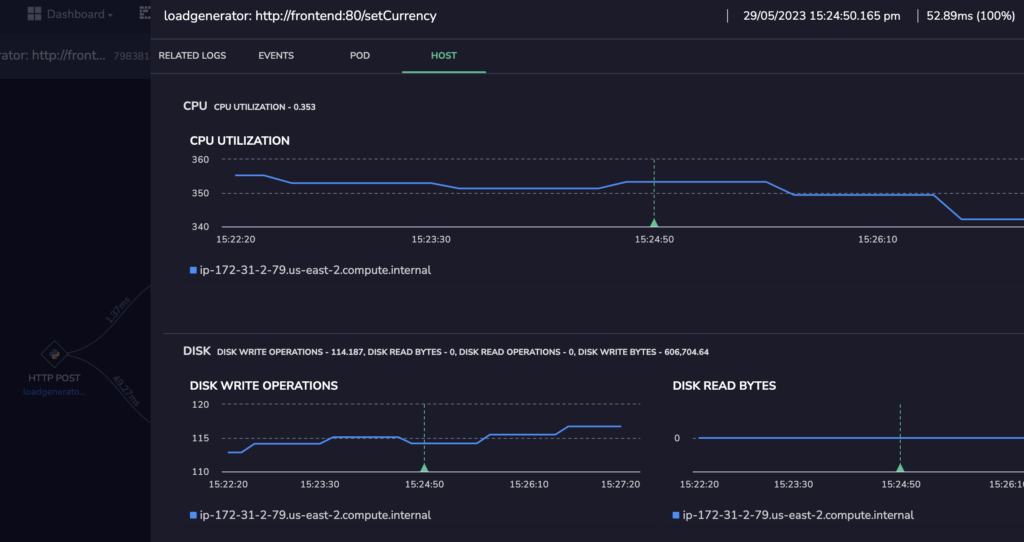 Dashboard
loadgenerator: http://frontend:80/setCurrency
29/05/2023 15:24:50.165 pm
52.89ms (100%)
rator: http://front...
798381
RELATED LOGS EVENTS POD HOST
CPU CPU UTILIZATION - 0.353
CPU UTILIZATION
360
350
340
15:22:20 15:23:30 15:24:50 15:26:10
ip-172-31-2-79.us-east-2.compute.internal
1.37ms
HTTP POST
loadgenerato...
49.27ms
DISK DISK WRITE OPERATIONS - 114.187, DISK READ BYTES - 0, DISK READ OPERATIONS - 0, DISK WRITE BYTES - 606,704.64
DISK WRITE OPERATIONS
120
115
110
15:22:20 15:23:30 15:24:50 15:26:10 15:27:20
ip-172-31-2-79.us-east-2.compute.internal
DISK READ BYTES
0
15:22:20 15:23:30 15:24:50 15:26:1
ip-172-31-2-79.us-east-2.compute.internal